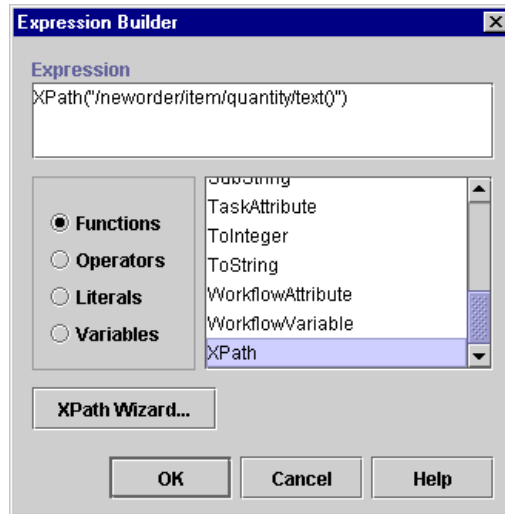 Expression Builder
Expression
XPath("/neworder/item/quantity/text()")
Functions
Operators
Literals
Variables
SubString
TaskAttribute
ToInteger
ToString
WorkflowAttribute
WorkflowVariable
XPath
XPath Wizard...
OK
Cancel
Help